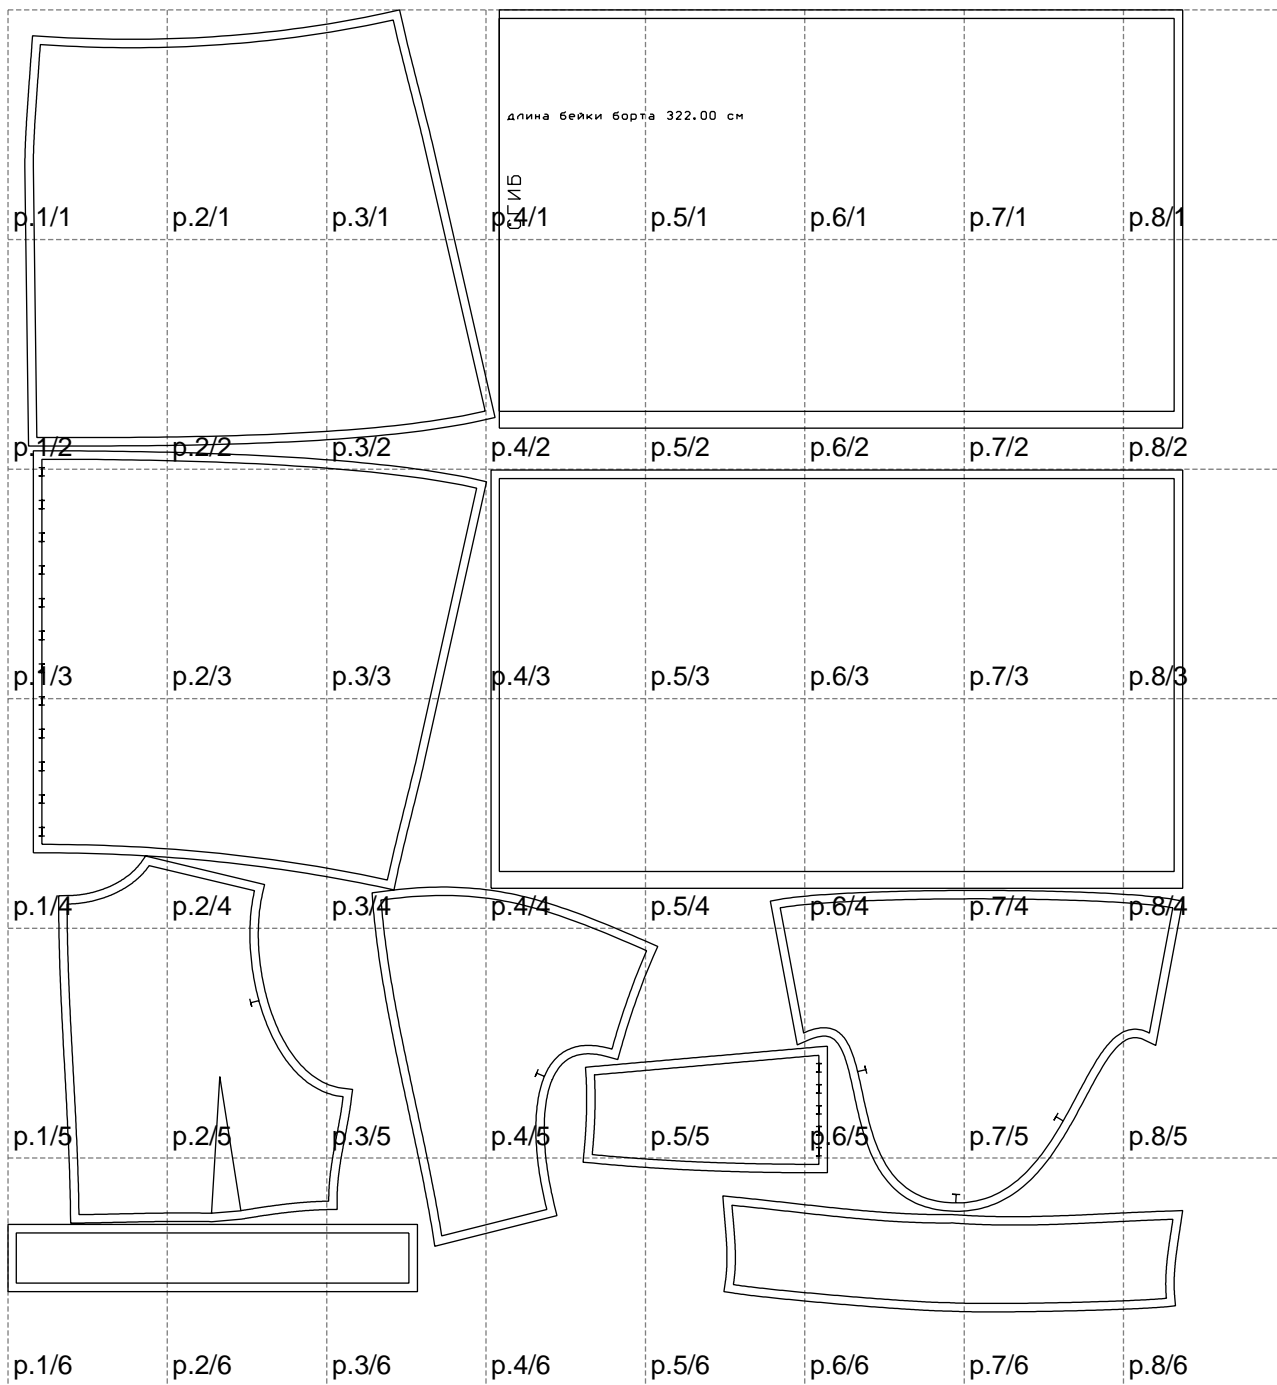 длина бейки борта 322.00 см
СГИБ
p.1/1 p.2/1 p.3/1 p.4/1 p.5/1 p.6/1 p.7/1 p.8/1
p.1/2 p.2/2 p.3/2 p.4/2 p.5/2 p.6/2 p.7/2 p.8/2
p.1/3 p.2/3 p.3/3 p.4/3 p.5/3 p.6/3 p.7/3 p.8/3
p.1/4 p.2/4 p.3/4 p.4/4 p.5/4 p.6/4 p.7/4 p.8/4
p.1/5 p.2/5 p.3/5 p.4/5 p.5/5 p.6/5 p.7/5 p.8/5
p.1/6 p.2/6 p.3/6 p.4/6 p.5/6 p.6/6 p.7/6 p.8/6